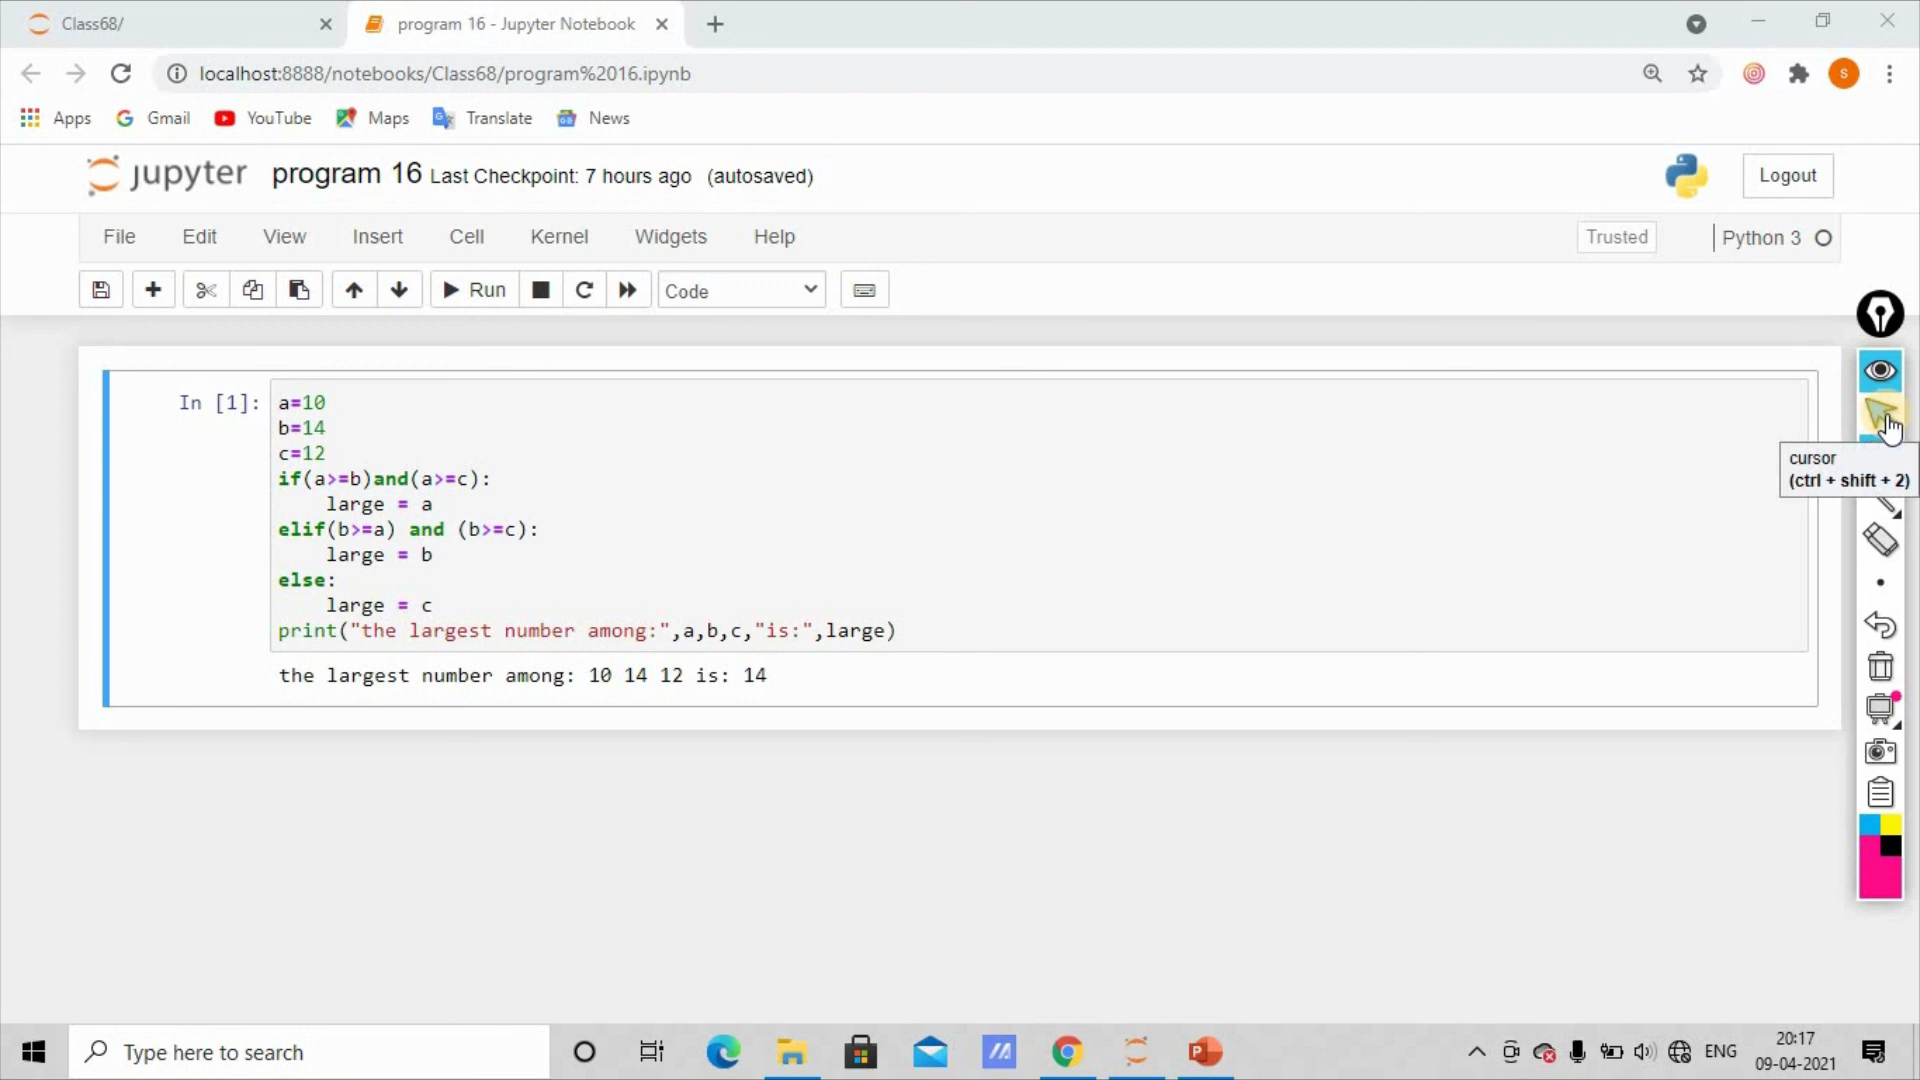 Class68/
program 16 - Jupyter Notebook
localhost:8888/notebooks/Class68/program%2016.ipynb
S
Apps Gmail YouTube Maps Translate News
jupyter program 16 Last Checkpoint: 7 hours ago (autosaved)
Logout
File Edit View Insert Cell Kernel Widgets Help
Trusted
Python 3
Run
Code
In [1]:
a=10
b=14
c=12
if(a>=b)and(a>=c):
    large = a
elif(b>=a) and (b>=c):
    large = b
else:
    large = c
print("the largest number among:",a,b,c,"is:",large)
the largest number among: 10 14 12 is: 14
cursor
(ctrl + shift + 2)
Type here to search
P
ENG
20:17
09-04-2021